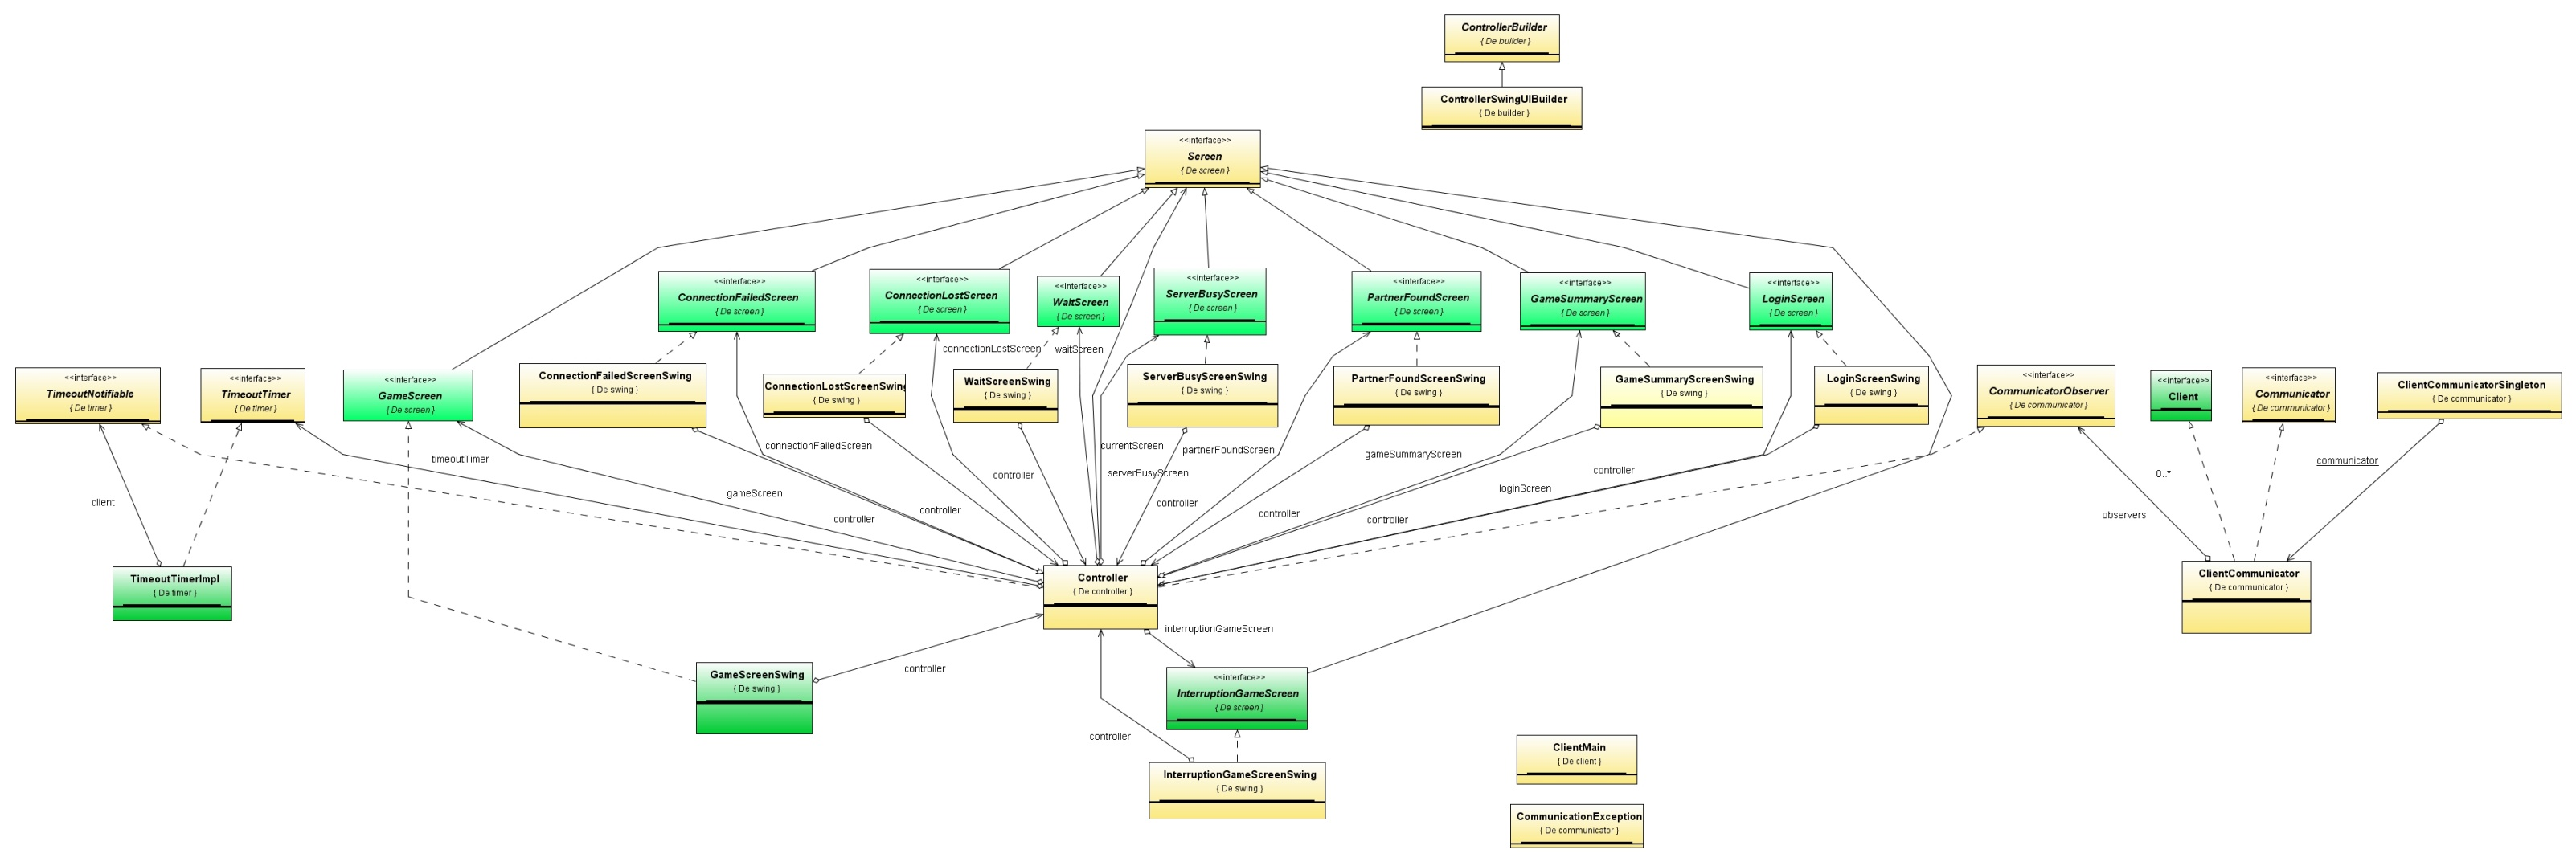 ControllerBuilder
{ De builder }
ControllerSwingUIBuilder
{ De builder }
<<interface>>
Screen
{ De screen }
<<interface>>
ConnectionFailedScreen
{ De screen }
<<interface>>
ConnectionLostScreen
{ De screen }
<<interface>>
WaitScreen
{ De screen }
<<interface>>
ServerBusyScreen
{ De screen }
<<interface>>
PartnerFoundScreen
{ De screen }
<<interface>>
GameSummaryScreen
{ De screen }
<<interface>>
LoginScreen
{ De screen }
connectionLostScreen
waitScreen
<<interface>>
TimeoutNotifiable
{ De timer }
<<interface>>
TimeoutTimer
{ De timer }
<<interface>>
GameScreen
{ De screen }
ConnectionFailedScreenSwing
{ De swing }
ConnectionLostScreenSwing
{ De swing }
WaitScreenSwing
{ De swing }
ServerBusyScreenSwing
{ De swing }
PartnerFoundScreenSwing
{ De swing }
GameSummaryScreenSwing
{ De swing }
LoginScreenSwing
{ De swing }
<<interface>>
CommunicatorObserver
{ De communicator }
<<interface>>
Client
<<interface>>
Communicator
{ De communicator }
ClientCommunicatorSingleton
{ De communicator }
timeoutTimer
connectionFailedScreen
currentScreen
partnerFoundScreen
gameSummaryScreen
communicator
controller
serverBusyScreen
controller
0..*
gameScreen
loginScreen
client
controller
controller
controller
controller
controller
observers
TimeoutTimerImpl
{ De timer }
Controller
{ De controller }
ClientCommunicator
{ De communicator }
interruptionGameScreen
controller
GameScreenSwing
{ De swing }
<<interface>>
InterruptionGameScreen
{ De screen }
controller
InterruptionGameScreenSwing
{ De swing }
ClientMain
{ De client }
CommunicationException
{ De communicator }